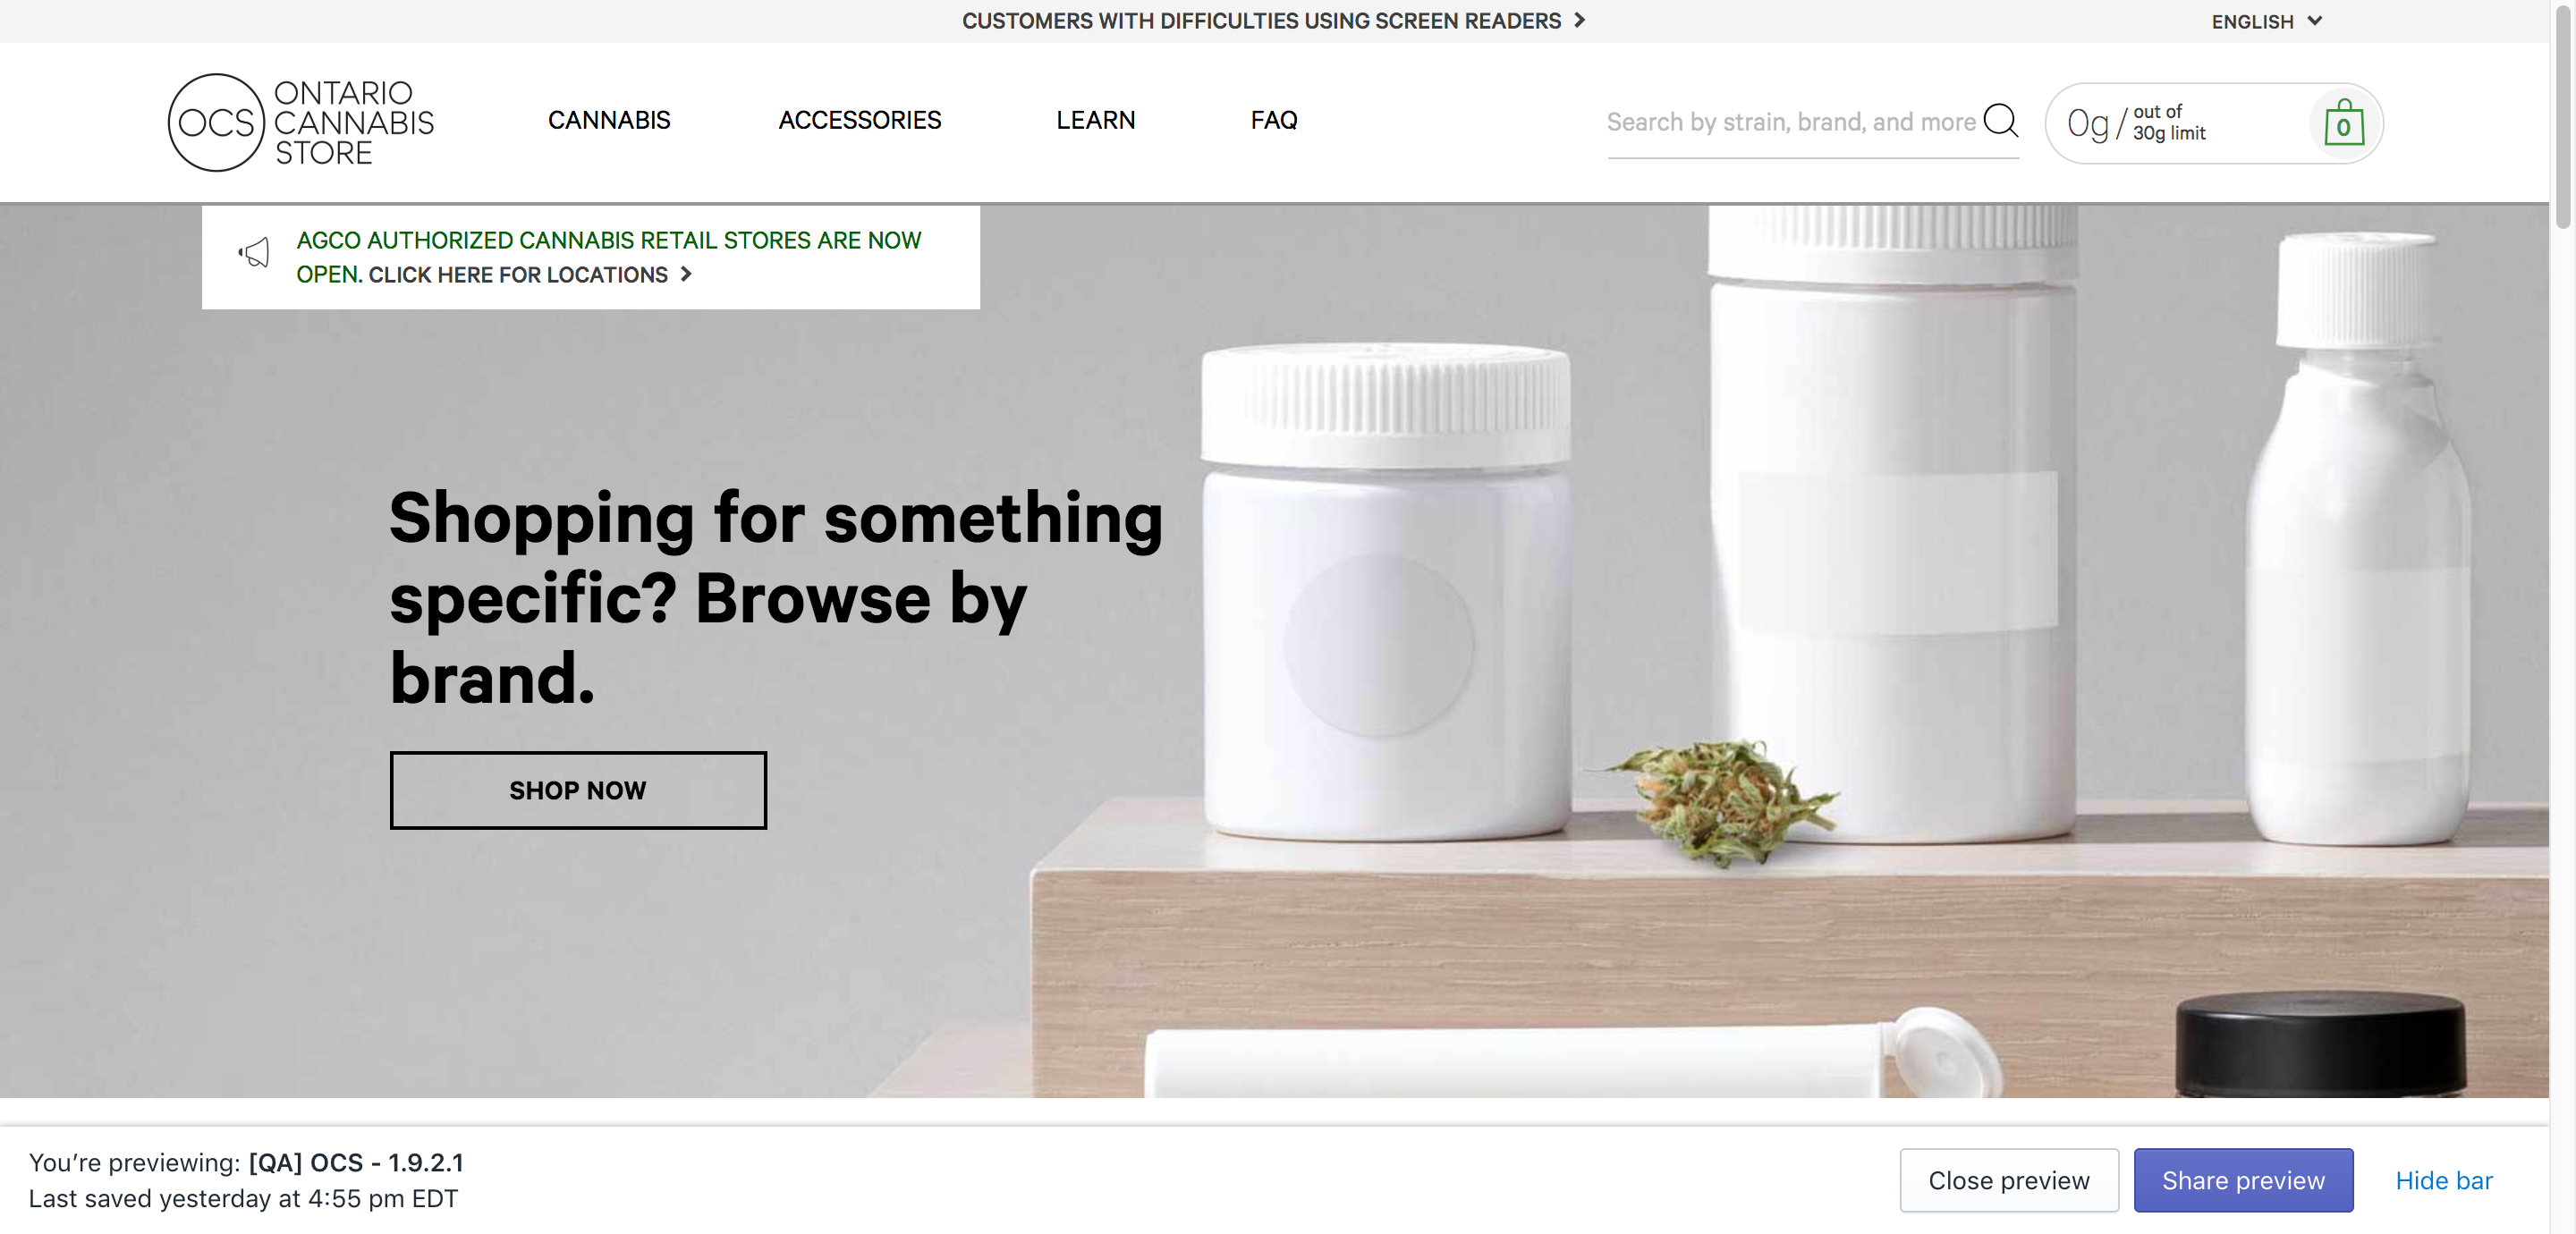 CUSTOMERS WITH DIFFICULTIES USING SCREEN READERS
ENGLISH
OCS
ONTARIO
CANNABIS
STORE
CANNABIS
ACCESSORIES
LEARN
FAQ
Search by strain, brand, and more
0g / out of
30g limit
0
AGCO AUTHORIZED CANNABIS RETAIL STORES ARE NOW
OPEN. CLICK HERE FOR LOCATIONS
Shopping for something
specific? Browse by
brand.
SHOP NOW
You’re previewing: [QA] OCS - 1.9.2.1
Last saved yesterday at 4:55 pm EDT
Close preview
Share preview
Hide bar